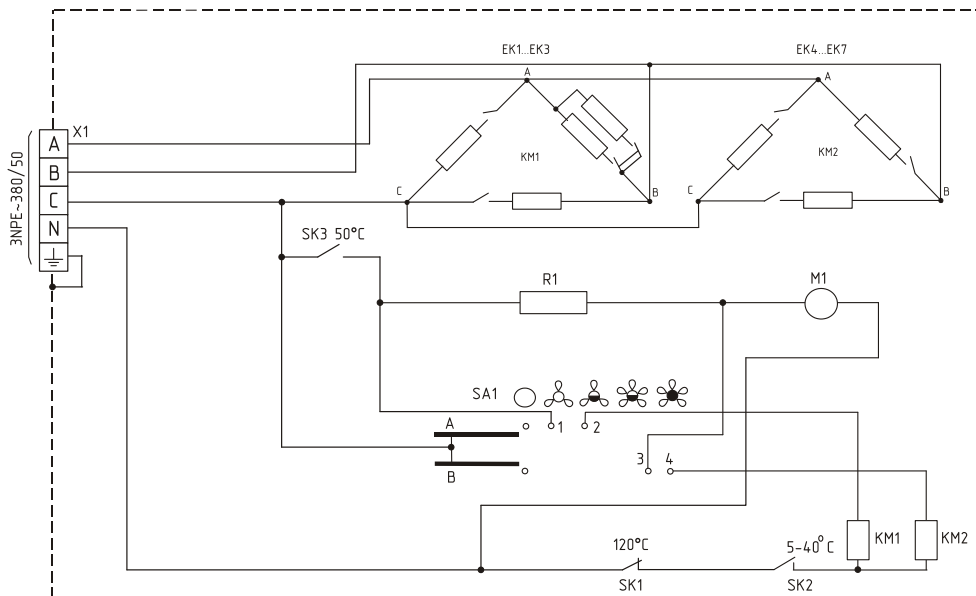 EK1...EK3
EK4...EK7
A
A
X1
A
B
C
N
3NPE~380/50
KM1
KM2
C
B
C
B
SK3 50°C
R1
M1
SA1
A
1
2
B
3
4
120°C
5-40°C
KM1
KM2
SK1
SK2